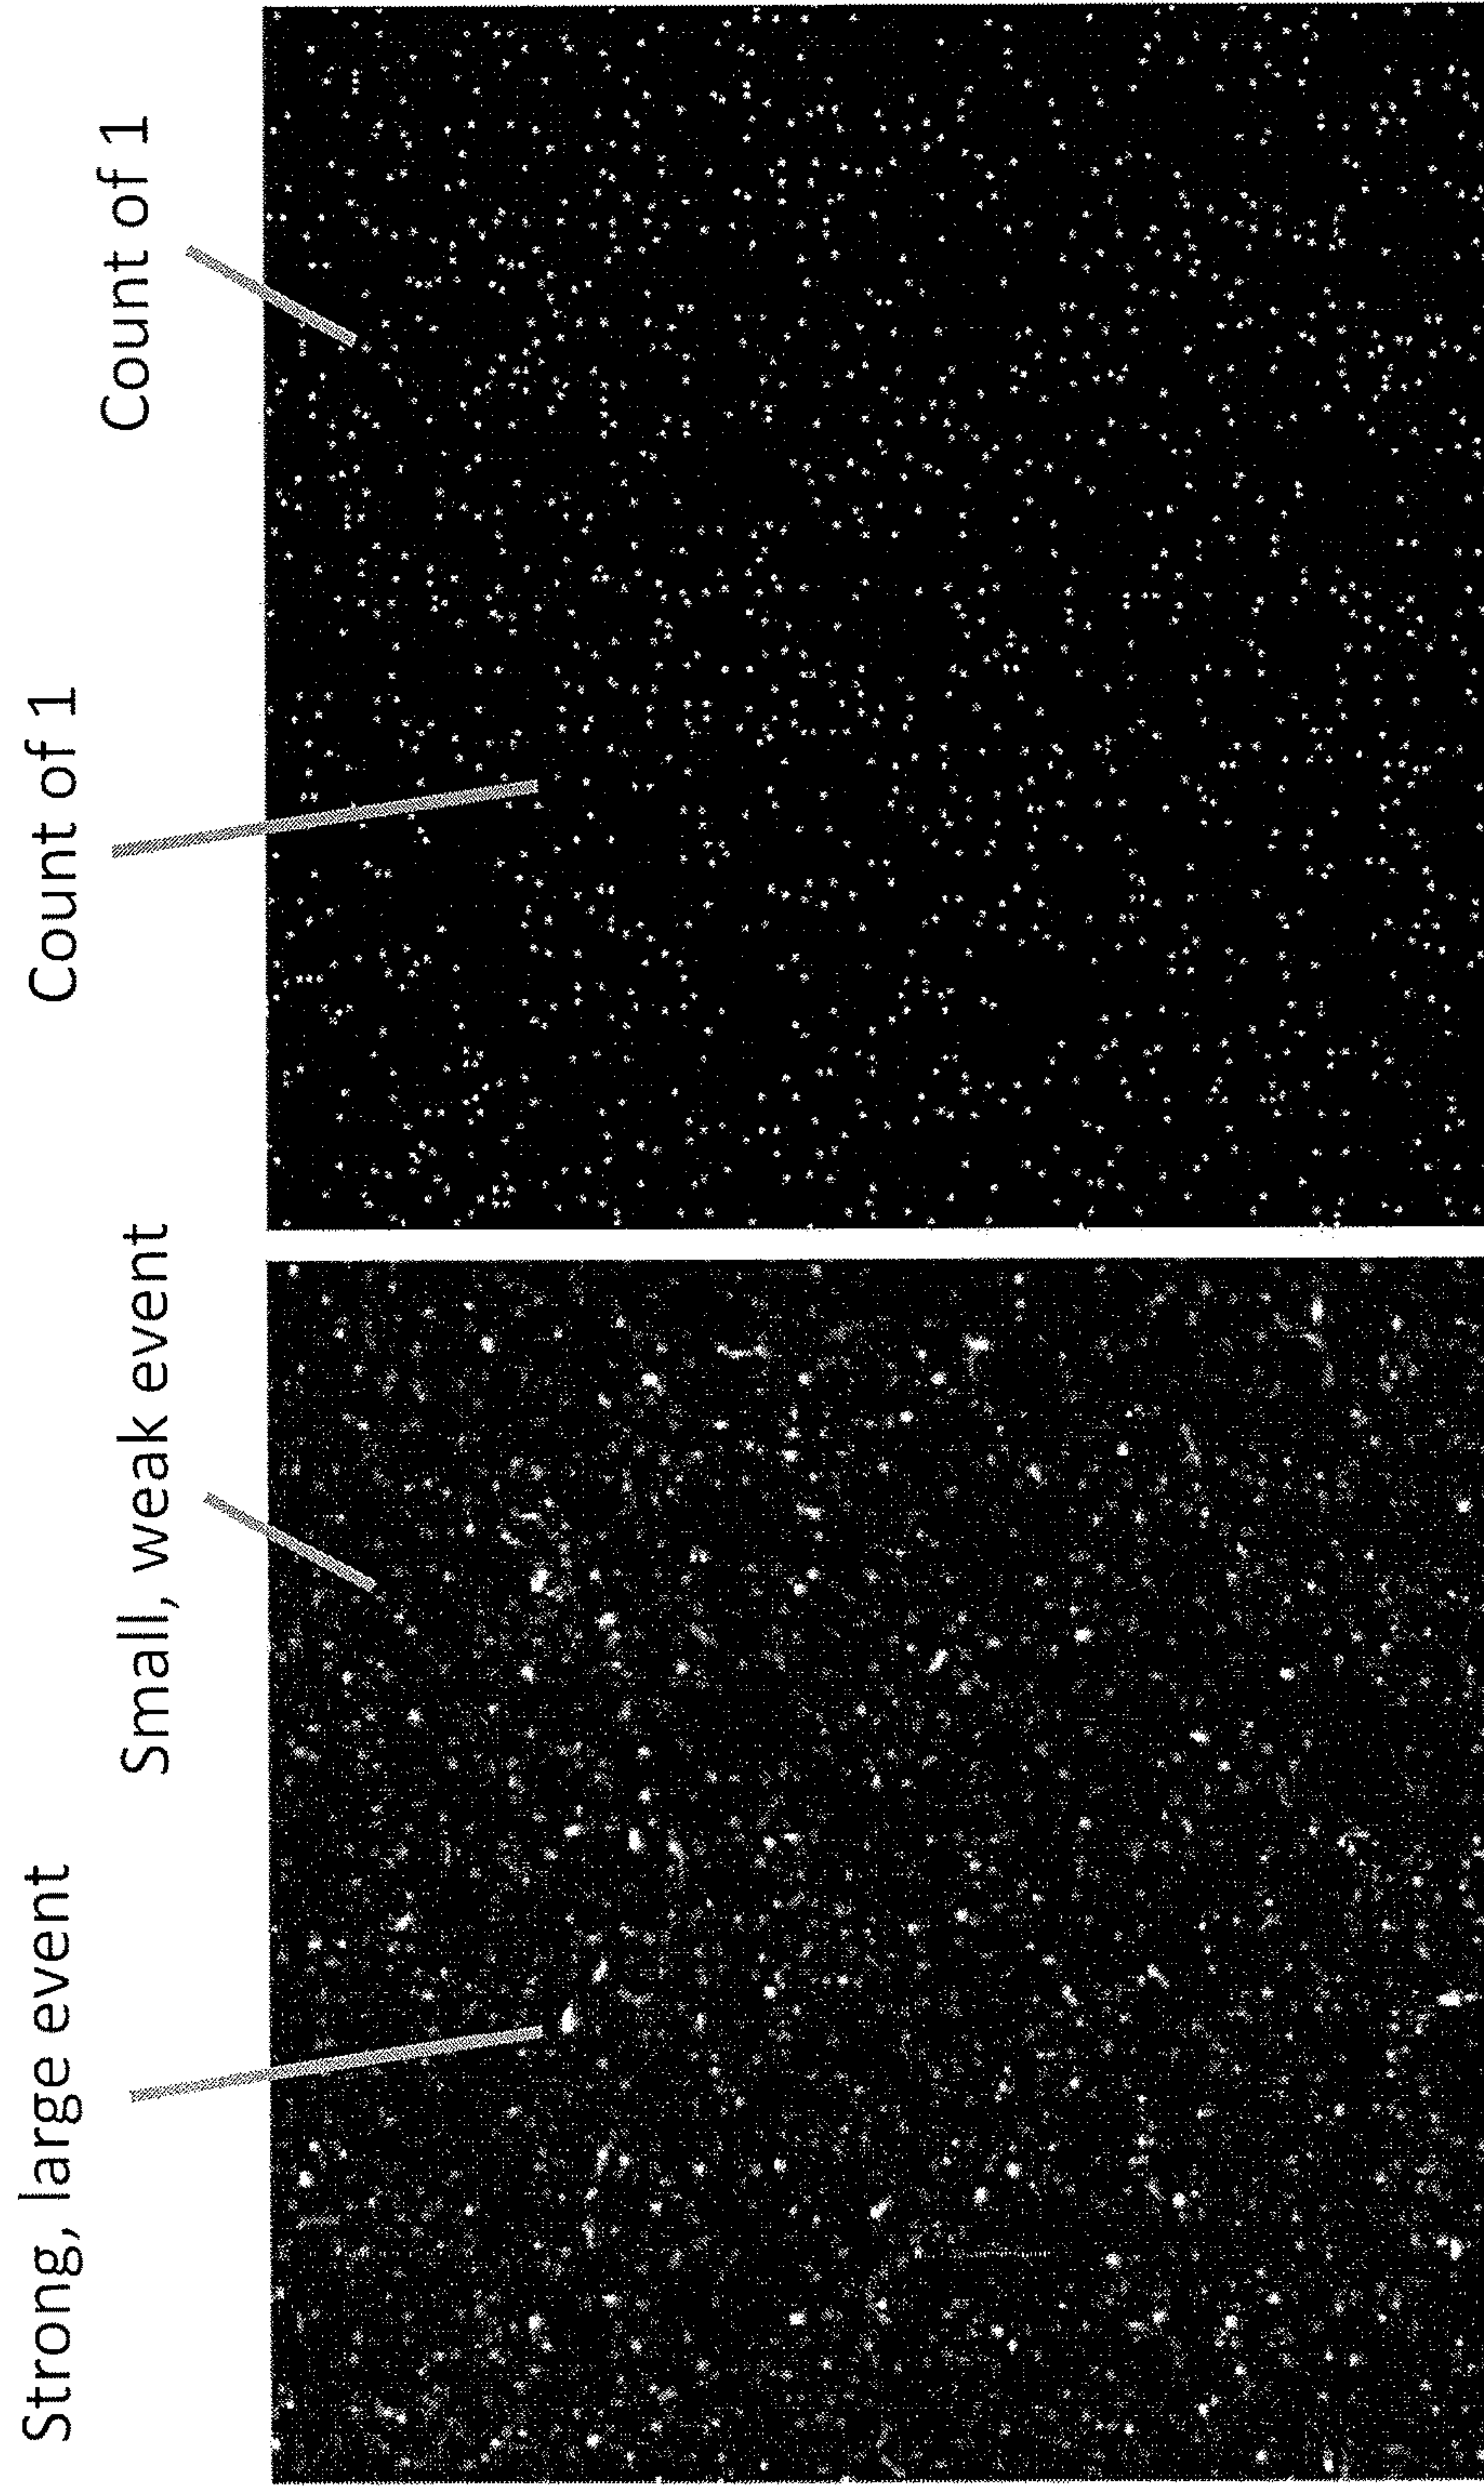 Strong, large event
Small, weak event
Count of 1
Count of 1